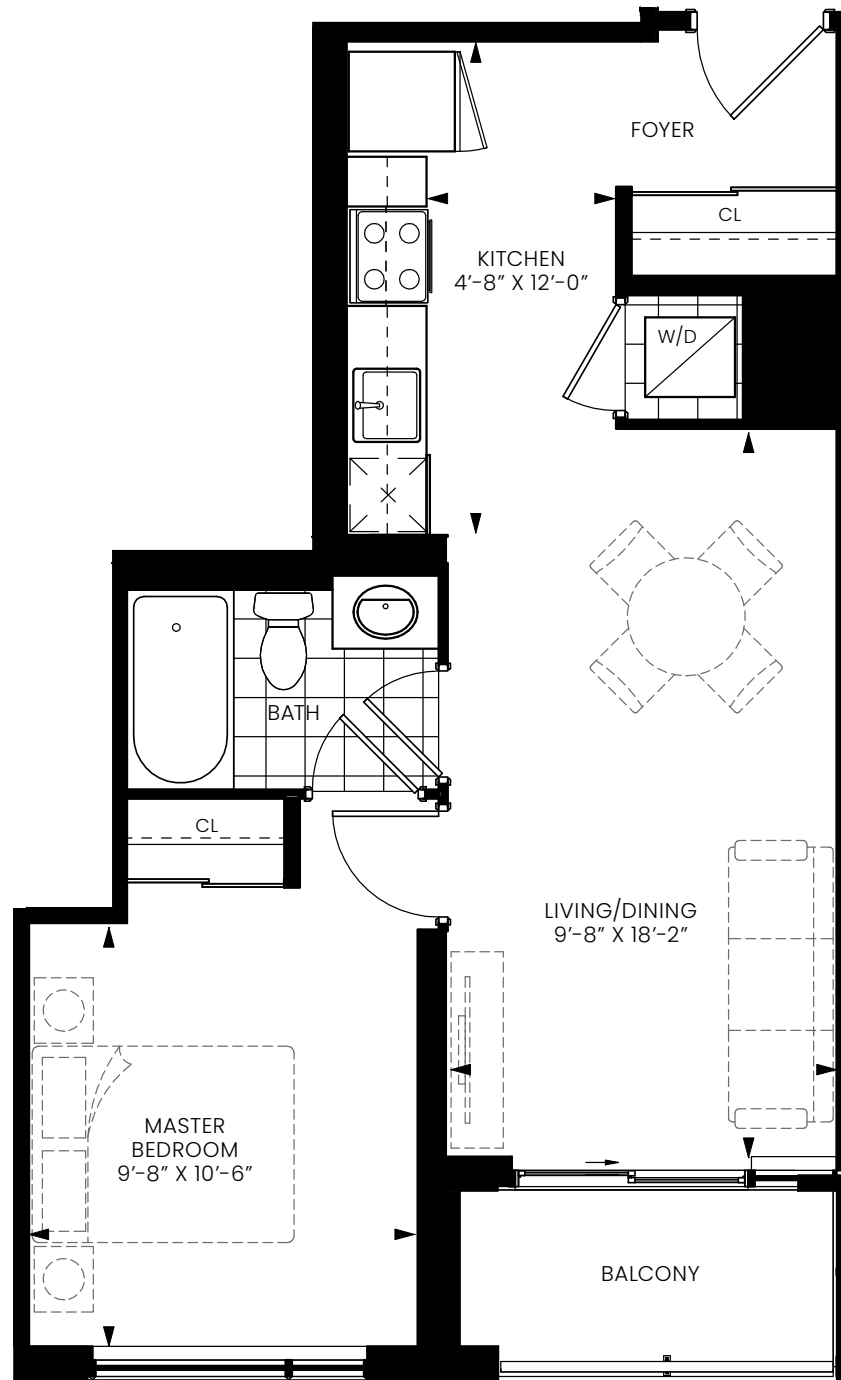 FOYER
CL
KITCHEN
4’-8” X 12’-0”
W/D
BATH
CL
LIVING/DINING
9’-8” X 18’-2”
MASTER
BEDROOM
9’-8” X 10’-6”
BALCONY